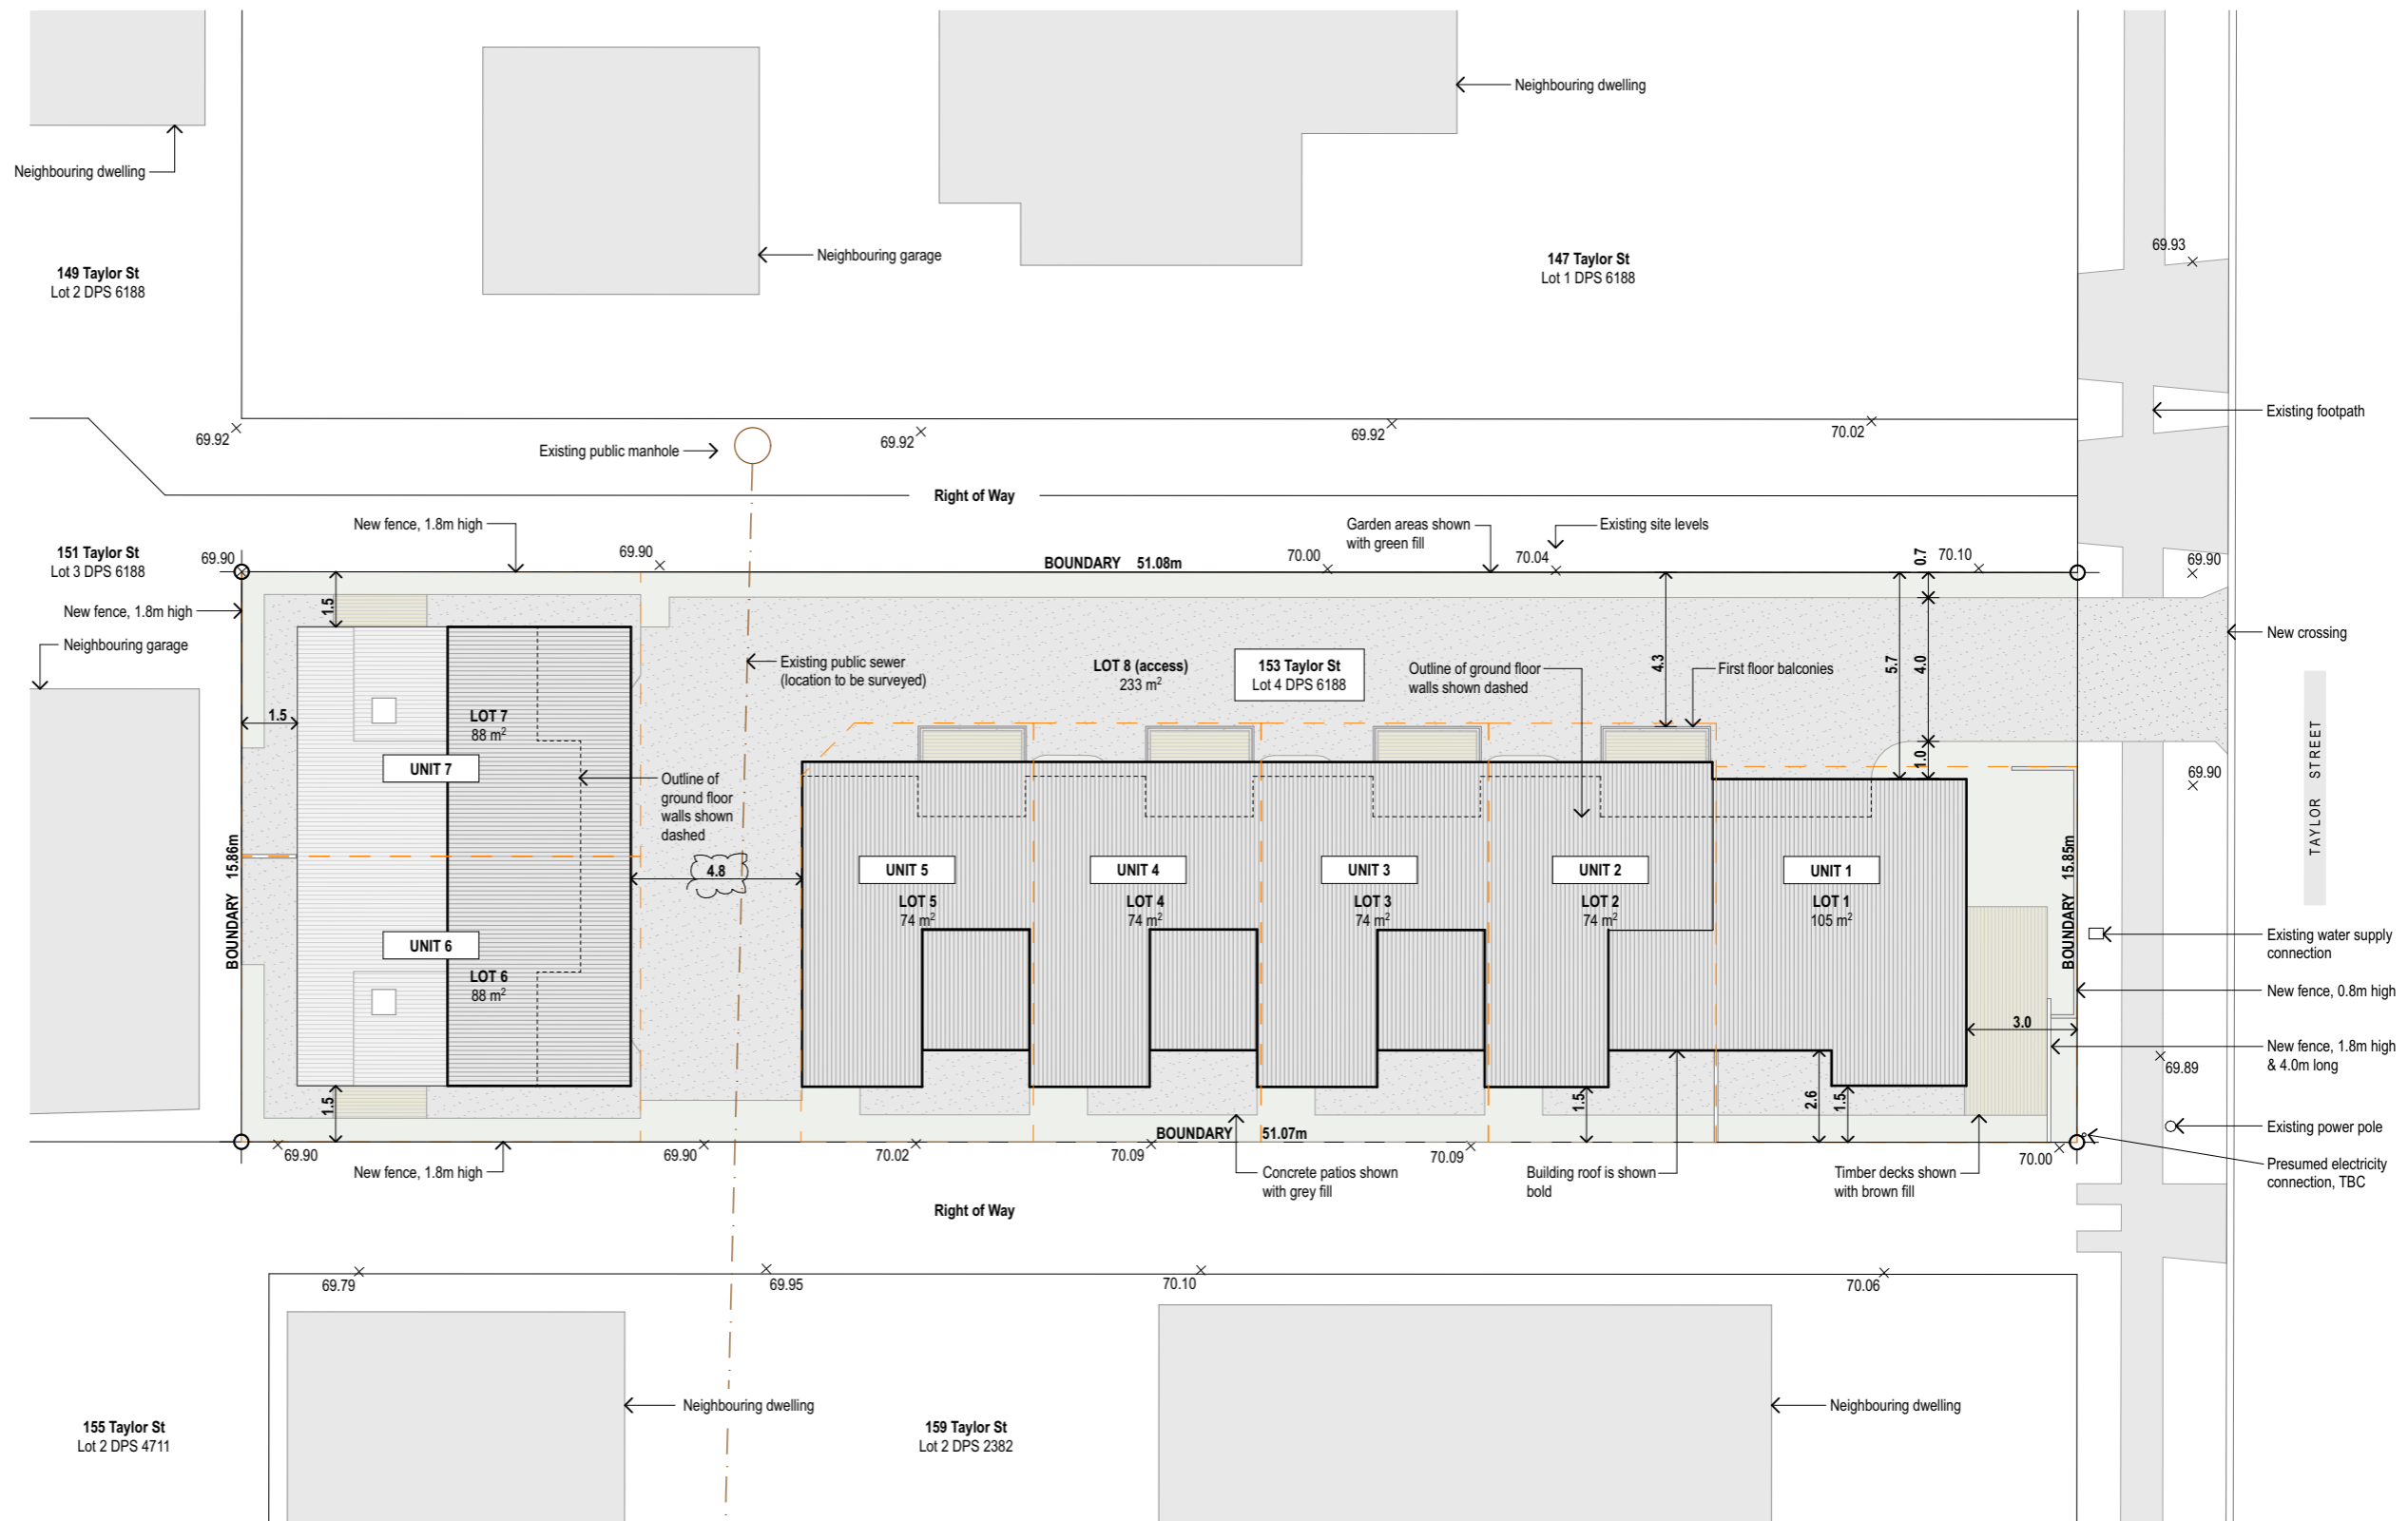 Neighbouring dwelling
Neighbouring dwelling
Neighbouring garage
149 Taylor St
Lot 2 DPS 6188
147 Taylor St
Lot 1 DPS 6188
69.93
Existing footpath
69.92
Existing public manhole
69.92
69.92
70.02
Right of Way
New fence, 1.8m high
Garden areas shown
with green fill
Existing site levels
151 Taylor St
Lot 3 DPS 6188
69.90
69.90
BOUNDARY 51.08m
70.00
70.04
70.10
0.7
69.90
New fence, 1.8m high
1.5
Neighbouring garage
New crossing
Existing public sewer
(location to be surveyed)
LOT 8 (access)
233 m²
153 Taylor St
Lot 4 DPS 6188
Outline of ground floor
walls shown dashed
4.3
First floor balconies
5.7
4.0
1.0
1.5
LOT 7
88 m²
UNIT 7
Outline of
ground floor
walls shown
dashed
69.90
TAYLOR STREET
BOUNDARY 15.86m
4.8
UNIT 5
LOT 5
74 m²
UNIT 4
LOT 4
74 m²
UNIT 3
LOT 3
74 m²
UNIT 2
LOT 2
74 m²
UNIT 1
LOT 1
105 m²
BOUNDARY 15.85m
UNIT 6
LOT 6
88 m²
Existing water supply
connection
New fence, 0.8m high
3.0
New fence, 1.8m high
& 4.0m long
69.89
1.5
1.5
2.6
1.5
Existing power pole
BOUNDARY 51.07m
69.90
69.90
70.02
70.09
70.09
70.00
New fence, 1.8m high
Concrete patios shown
with grey fill
Building roof is shown
bold
Timber decks shown
with brown fill
Presumed electricity
connection, TBC
Right of Way
69.79
69.95
70.10
70.06
Neighbouring dwelling
Neighbouring dwelling
155 Taylor St
Lot 2 DPS 4711
159 Taylor St
Lot 2 DPS 2382